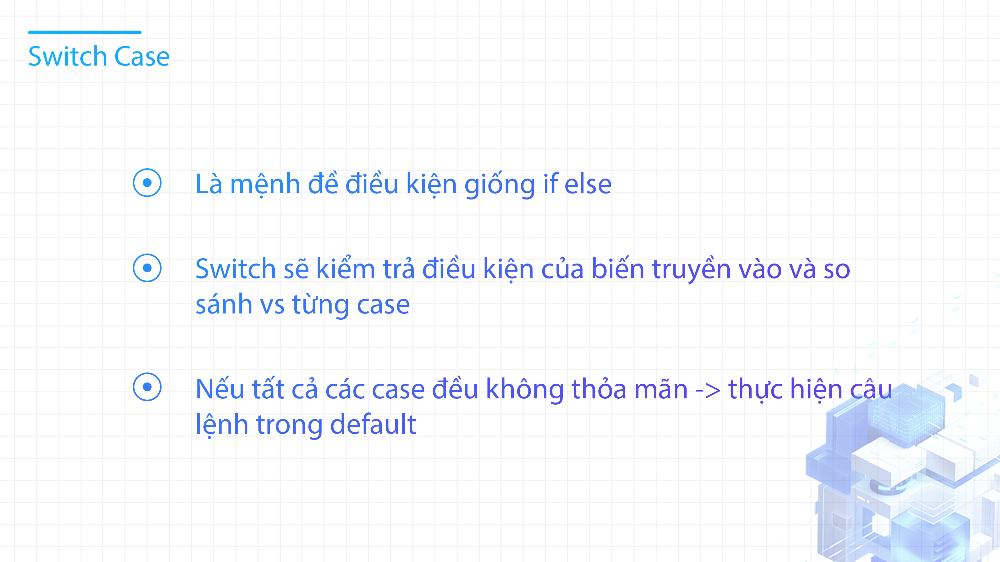 Switch Case
Là mệnh đề điều kiện giống if else
Switch sẽ kiểm trả điều kiện của biến truyền vào và so
sánh vs từng case
Nếu tất cả các case đều không thỏa mãn -> thực hiện câu
lệnh trong default